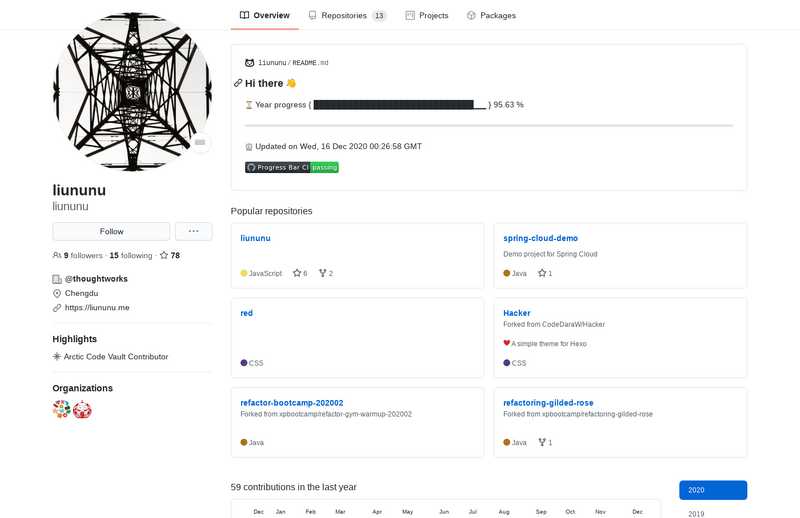 Overview Repositories 13 Projects Packages
liununu / README.md
Hi there 👋
⏳ Year progress { ████████████████████████████▁▁ } 95.63 %
⏰ Updated on Wed, 16 Dec 2020 00:26:58 GMT
Progress Bar CI passing
liununu
liununu
Follow ...
9 followers · 15 following · 78
@thoughtworks
Chengdu
https://liununu.me
Highlights
Arctic Code Vault Contributor
Organizations
Popular repositories
liununu
JavaScript 6 2
spring-cloud-demo
Demo project for Spring Cloud
Java 1
red
CSS
Hacker
Forked from CodeDaraW/Hacker
❤ A simple theme for Hexo
CSS
refactor-bootcamp-202002
Forked from xpbootcamp/refactor-gym-warmup-202002
Java
refactoring-gilded-rose
Forked from xpbootcamp/refactoring-gilded-rose
Java 1
59 contributions in the last year
Dec Jan Feb Mar Apr May Jun Jul Aug Sep Oct Nov Dec
2020
2019